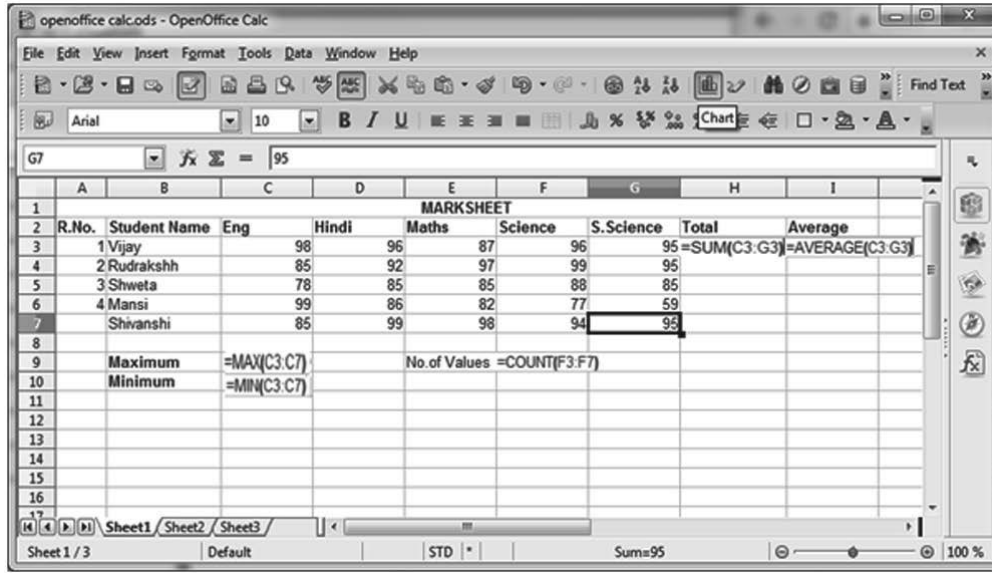 openoffice calc.ods - OpenOffice Calc
File Edit View Insert Format Tools Data Window Help
ABC ABC Find Text
Arial 10 B I U Chart
G7 fx Σ = 95
A B C D E F G H I
1 MARKSHEET
2 R.No. Student Name Eng Hindi Maths Science S.Science Total Average
3 1 Vijay 98 96 87 96 95 =SUM(C3:G3) =AVERAGE(C3:G3)
4 2 Rudrakshh 85 92 97 99 95
5 3 Shweta 78 85 85 88 85
6 4 Mansi 99 86 82 77 59
7 Shivanshi 85 99 98 94 95
8
9 Maximum =MAX(C3:C7) No.of Values =COUNT(F3:F7)
10 Minimum =MIN(C3:C7)
11
12
13
14
15
16
17
Sheet1 Sheet2 Sheet3
Sheet 1 / 3 Default STD * Sum=95 100 %